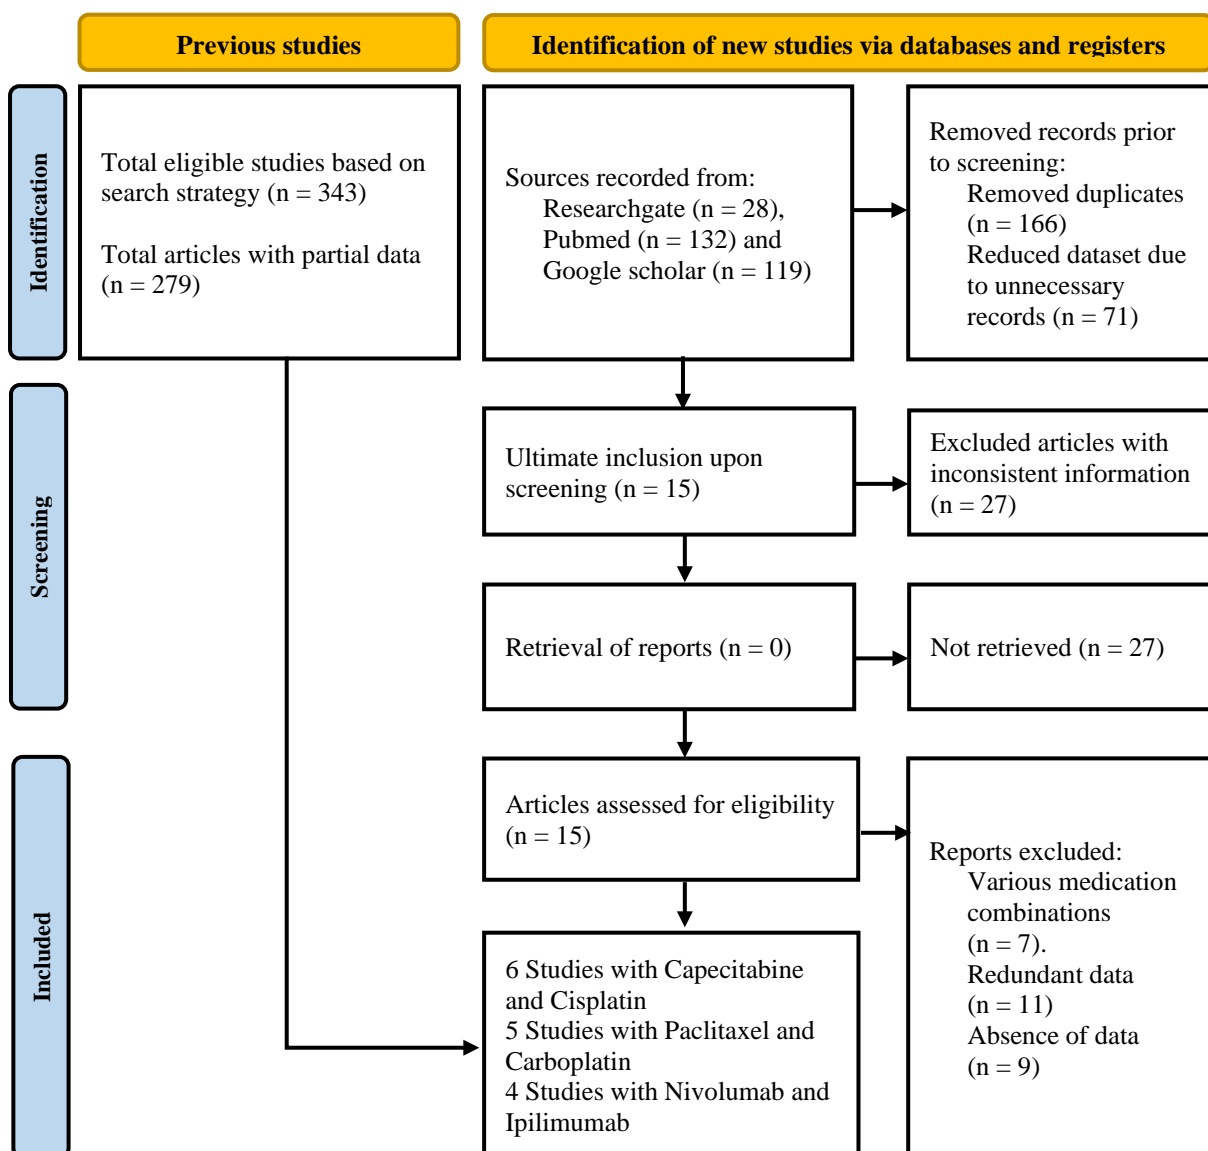 Previous studies
Identification of new studies via databases and registers
Identification
Total eligible studies based on
search strategy (n = 343)
Total articles with partial data
(n = 279)
Sources recorded from:
Researchgate (n = 28),
Pubmed (n = 132) and
Google scholar (n = 119)
Removed records prior
to screening:
Removed duplicates
(n = 166)
Reduced dataset due
to unnecessary
records (n = 71)
Screening
Ultimate inclusion upon
screening (n = 15)
Excluded articles with
inconsistent information
(n = 27)
Retrieval of reports (n = 0)
Not retrieved (n = 27)
Included
Articles assessed for eligibility
(n = 15)
Reports excluded:
Various medication
combinations
(n = 7).
Redundant data
(n = 11)
Absence of data
(n = 9)
6 Studies with Capecitabine
and Cisplatin
5 Studies with Paclitaxel and
Carboplatin
4 Studies with Nivolumab and
Ipilimumab